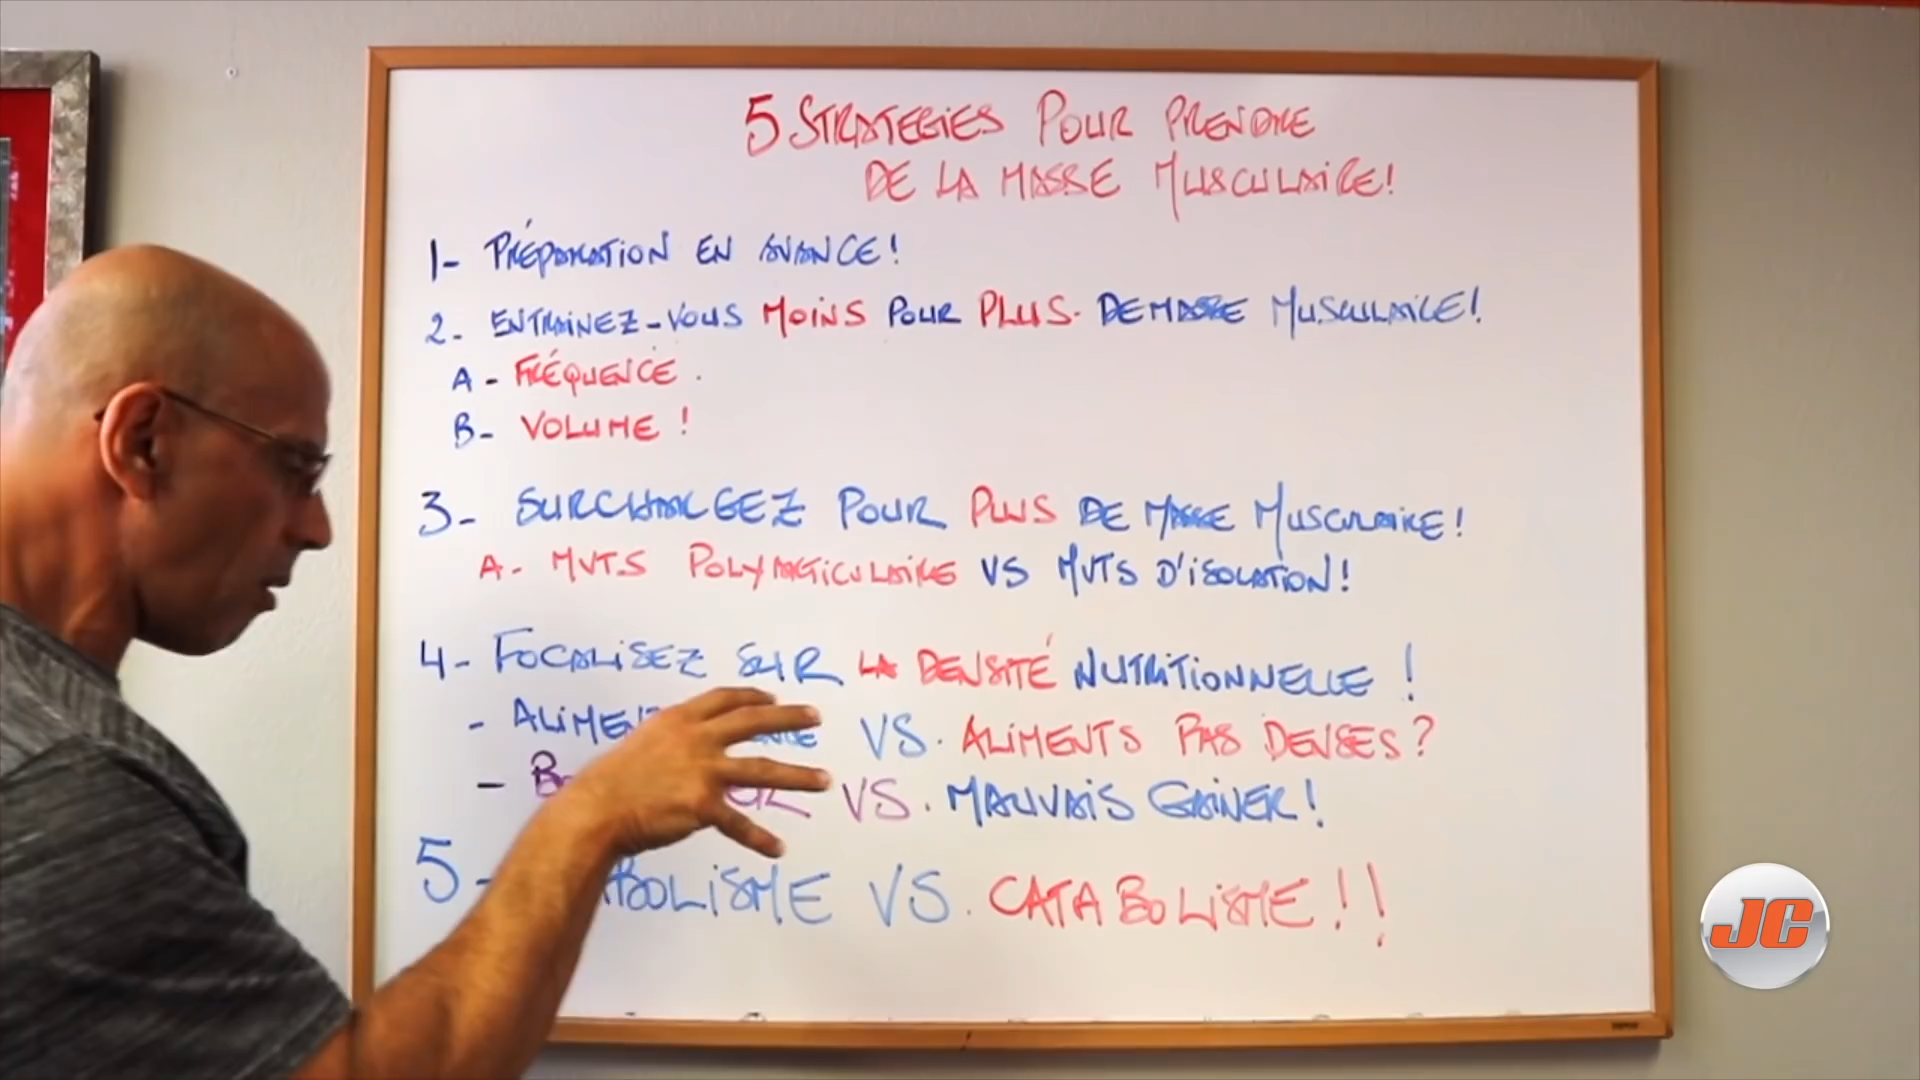 5 STRATEGIES POUR PRENDRE
DE LA MASSE MUSCULAIRE!
1- PRÉPARATION EN AVANCE!
2- ENTRAINEZ-VOUS MOINS POUR PLUS. DE MASSE MUSCULAIRE!
A- FRÉQUENCE.
B- VOLUME!
3- SURCHARGEZ POUR PLUS DE MASSE MUSCULAIRE!
A- MVTS POLYARTICULAIRE VS MVTS D'ISOLATION!
4- FOCALISEZ SUR LA DENSITÉ NUTRITIONNELLE!
- VS. ALIMENTS PAS DENSES?
- VS. MAUVAIS GAINER!
5- VS. CATABOLISME!!
JC